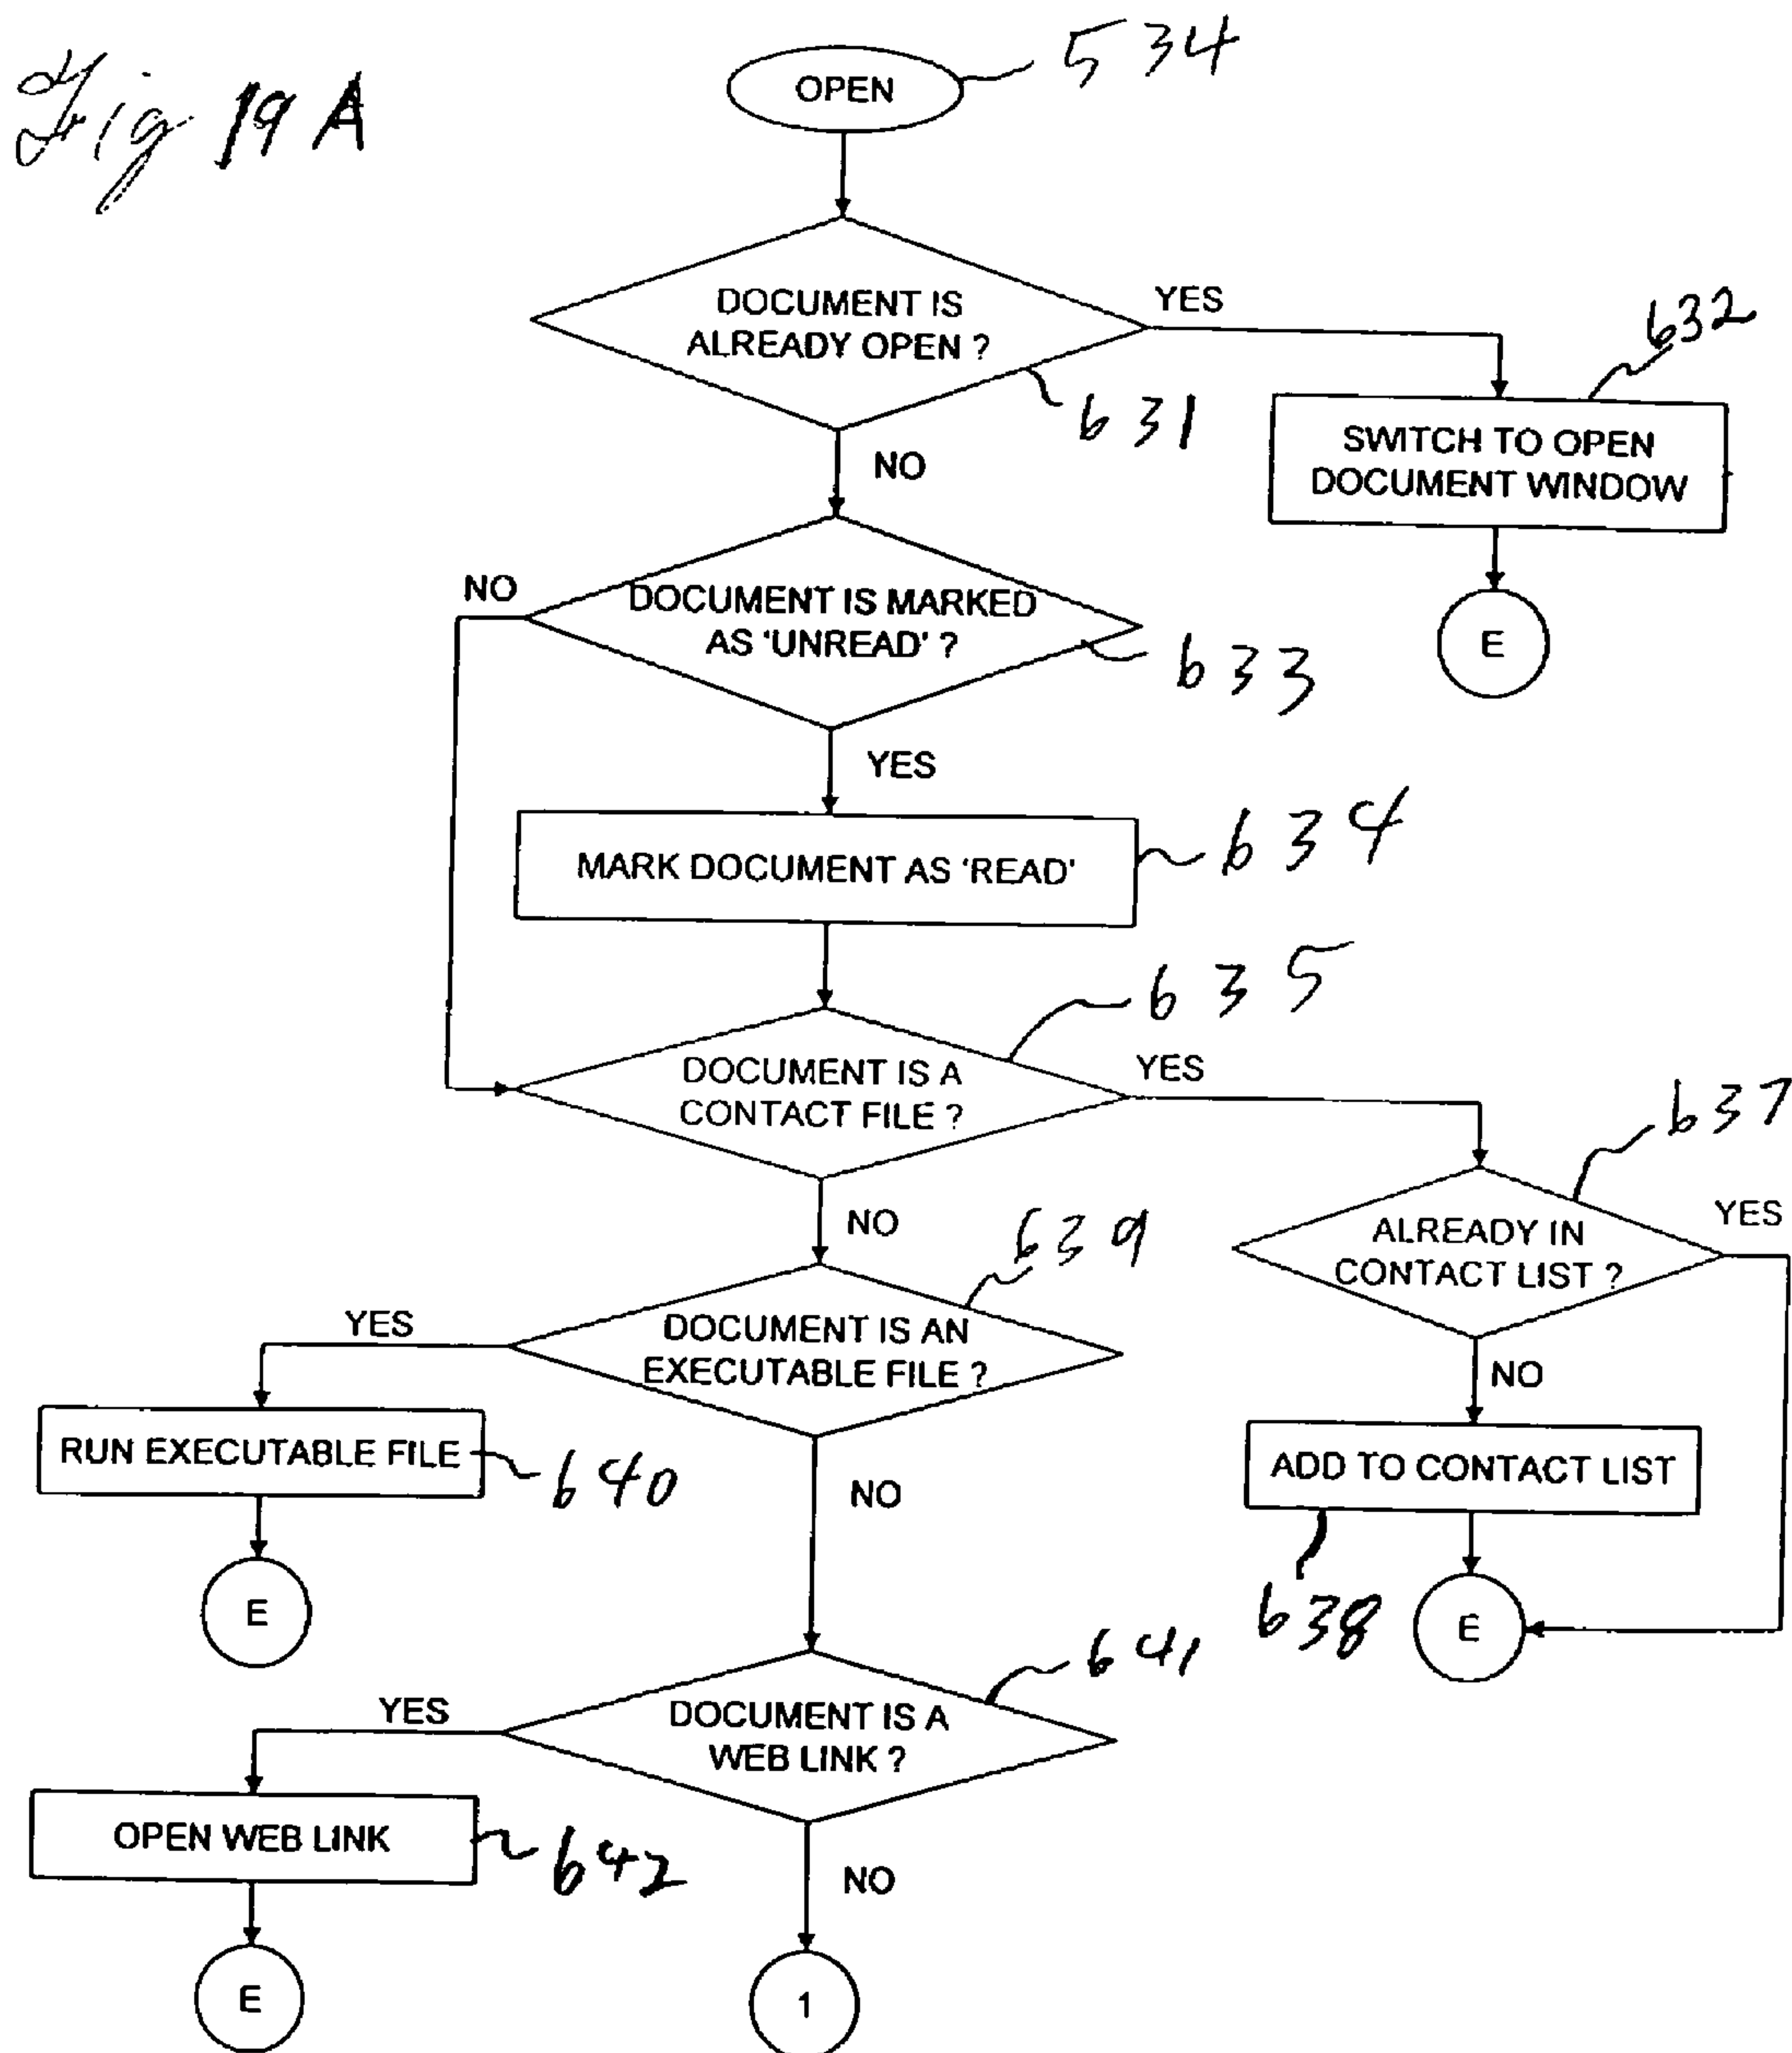 Fig 19 A
534
OPEN
DOCUMENT IS
ALREADY OPEN ?
YES
632
631
SWITCH TO OPEN
DOCUMENT WINDOW
NO
E
NO
DOCUMENT IS MARKED
AS 'UNREAD' ?
633
YES
MARK DOCUMENT AS 'READ'
634
635
DOCUMENT IS A
CONTACT FILE ?
YES
637
NO
639
ALREADY IN
CONTACT LIST ?
YES
YES
DOCUMENT IS AN
EXECUTABLE FILE ?
NO
RUN EXECUTABLE FILE
640
NO
ADD TO CONTACT LIST
638
E
E
641
YES
DOCUMENT IS A
WEB LINK ?
OPEN WEB LINK
642
NO
E
1